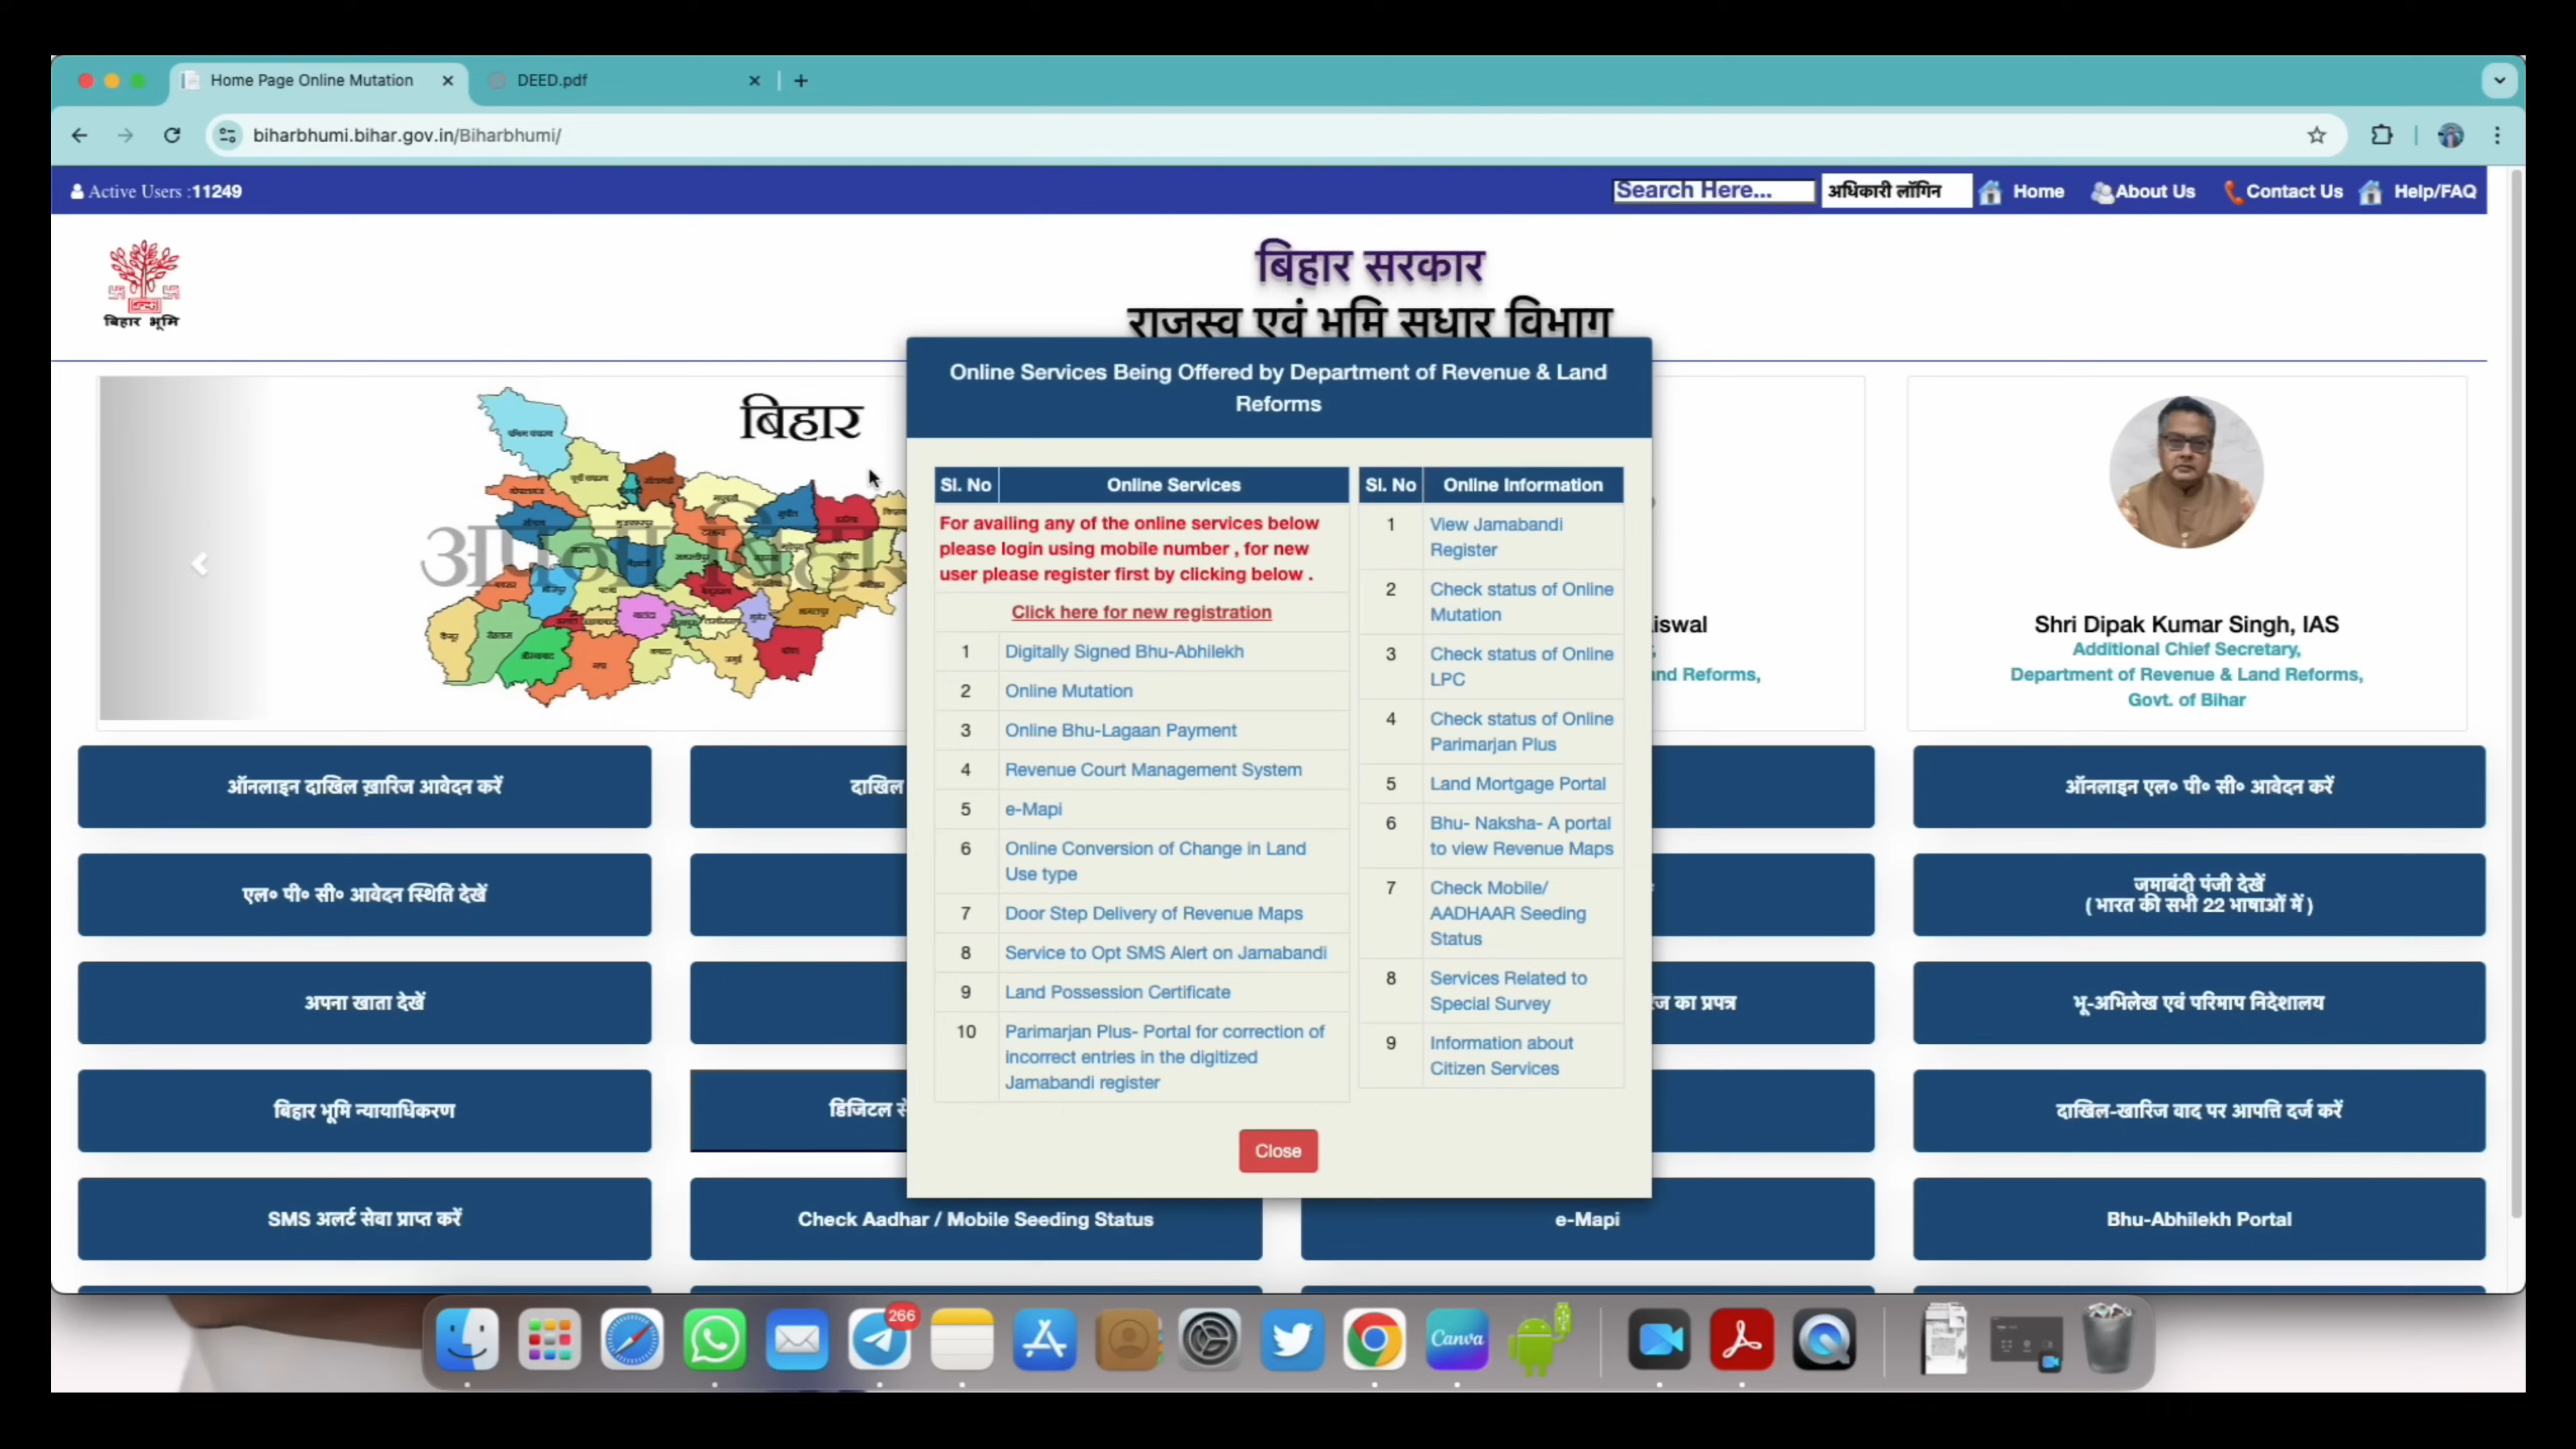 Home Page Online Mutation
DEED.pdf
biharbhumi.bihar.gov.in/Biharbhumi/
Active Users :11249
Search Here...
अधिकारी लॉगिन
Home
About Us
Contact Us
Help/FAQ
बिहार भूमि
बिहार सरकार
राजस्व एवं भूमि सुधार विभाग
बिहार
Online Services Being Offered by Department of Revenue & Land
Reforms
Sl. No Online Services
For availing any of the online services below
please login using mobile number , for new
user please register first by clicking below .
Click here for new registration
1 Digitally Signed Bhu-Abhilekh
2 Online Mutation
3 Online Bhu-Lagaan Payment
4 Revenue Court Management System
5 e-Mapi
6 Online Conversion of Change in Land
Use type
7 Door Step Delivery of Revenue Maps
8 Service to Opt SMS Alert on Jamabandi
9 Land Possession Certificate
10 Parimarjan Plus- Portal for correction of
incorrect entries in the digitized
Jamabandi register
Sl. No Online Information
1 View Jamabandi
Register
2 Check status of Online
Mutation
3 Check status of Online
LPC
4 Check status of Online
Parimarjan Plus
5 Land Mortgage Portal
6 Bhu- Naksha- A portal
to view Revenue Maps
7 Check Mobile/
AADHAAR Seeding
Status
8 Services Related to
Special Survey
9 Information about
Citizen Services
Close
iswal
nd Reforms,
Shri Dipak Kumar Singh, IAS
Additional Chief Secretary,
Department of Revenue & Land Reforms,
Govt. of Bihar
ऑनलाइन दाखिल ख़ारिज आवेदन करें
दाखिल
ऑनलाइन एल० पी० सी० आवेदन करें
एल० पी० सी० आवेदन स्थिति देखें
जमाबंदी पंजी देखें
( भारत की सभी 22 भाषाओं में )
अपना खाता देखें
का प्रपत्र
भू-अभिलेख एवं परिमाप निदेशालय
बिहार भूमि न्यायाधिकरण
डिजिटल
दाखिल-खारिज वाद पर आपत्ति दर्ज करें
SMS अलर्ट सेवा प्राप्त करें
Check Aadhar / Mobile Seeding Status
e-Mapi
Bhu-Abhilekh Portal
266
Canva